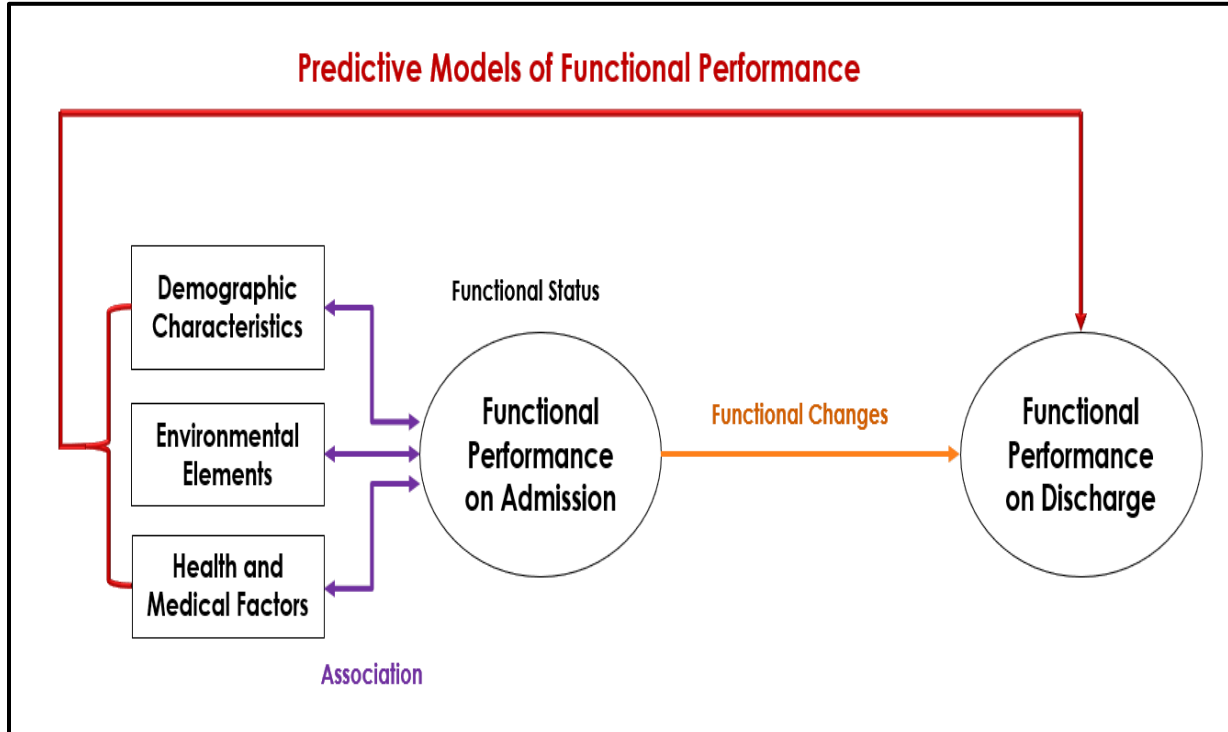 Predictive Models of Functional Performance
Demographic
Characteristics
Environmental
Elements
Health and
Medical Factors
Association
Functional Status
Functional
Performance
on Admission
Functional Changes
Functional
Performance
on Discharge